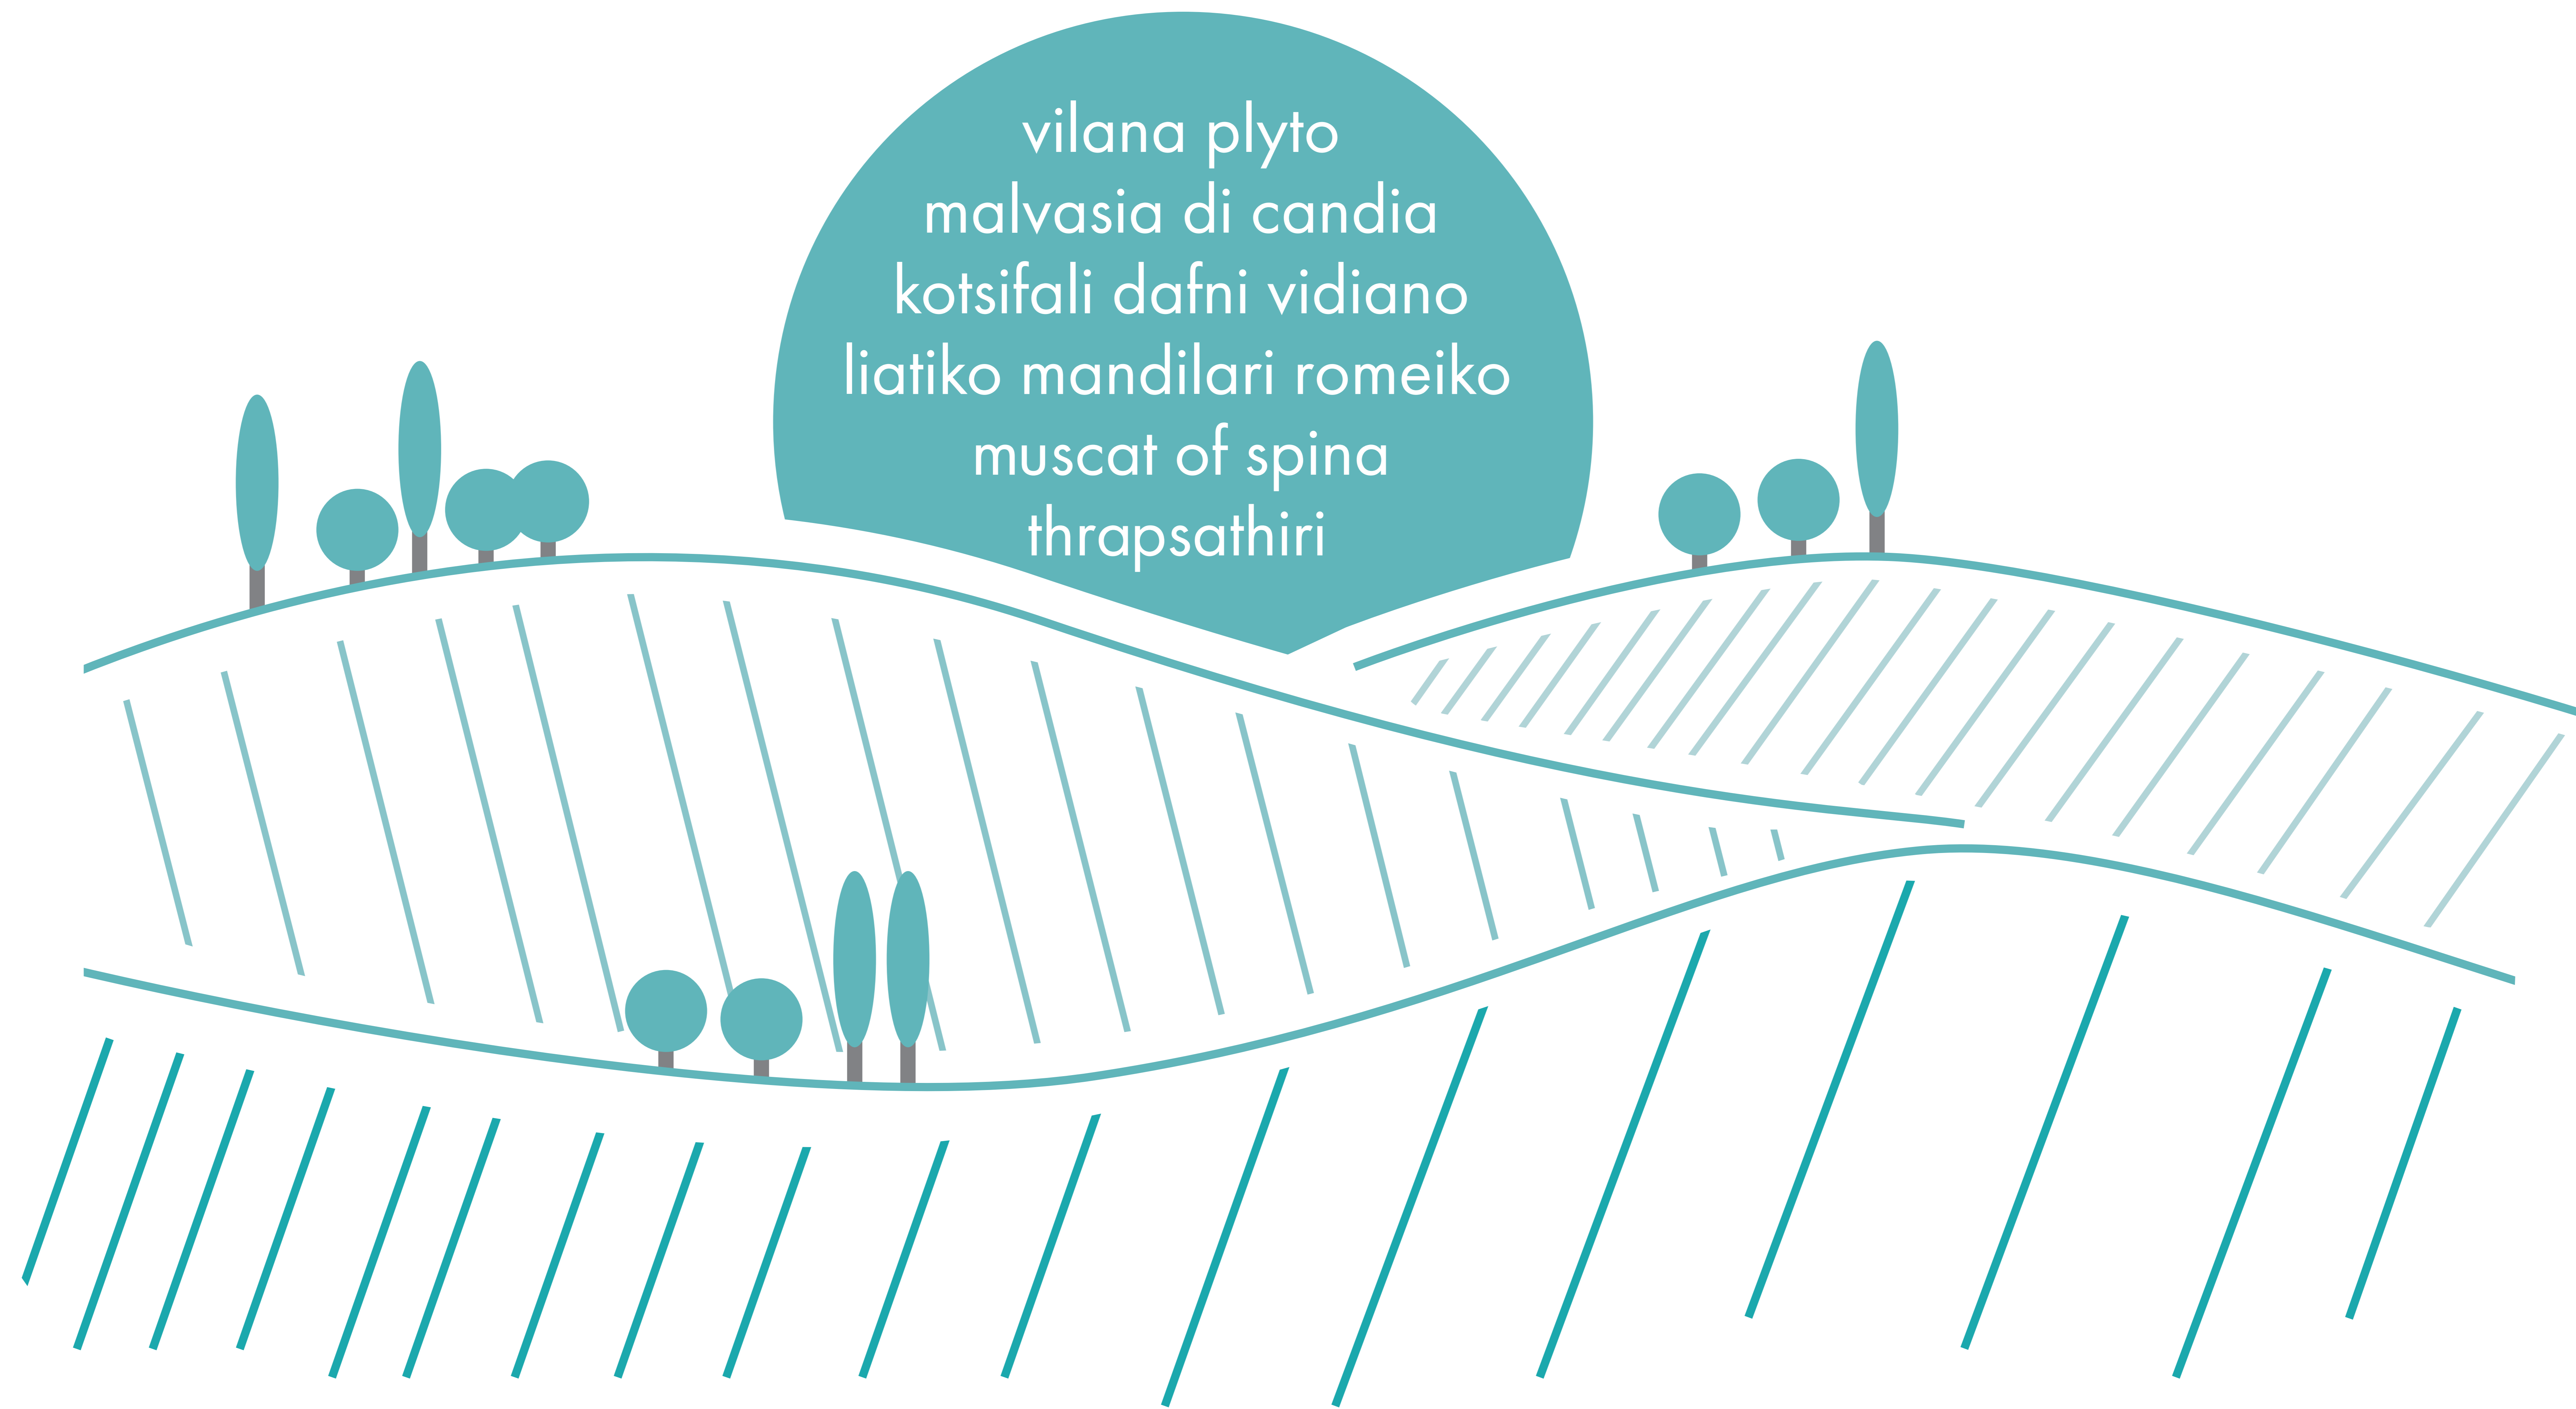 vilana plyto
malvasia di candia
kotsifali dafni vidiano
liatiko mandilari romeiko
muscat of spina
thrapsathiri